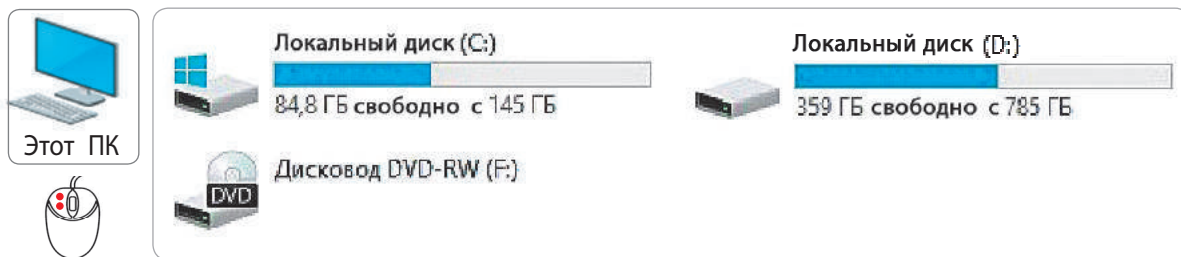 Этот ПК
Локальный диск (C:)
84,8 ГБ свободно с 145 ГБ
Локальный диск (D:)
359 ГБ свободно с 785 ГБ
DVD
Дисковод DVD-RW (F:)